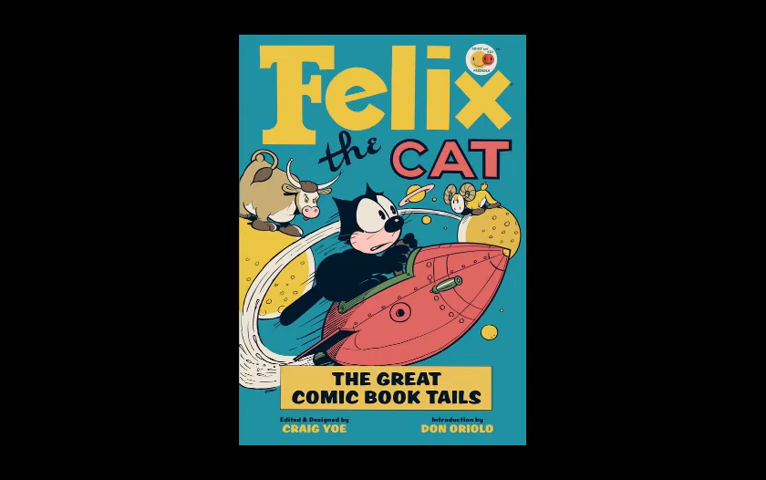 Felix
the CAT
THE GREAT
COMIC BOOK TAILS
Edited & Designed by
CRAIG YOE
Introduction by
DON ORIOLO